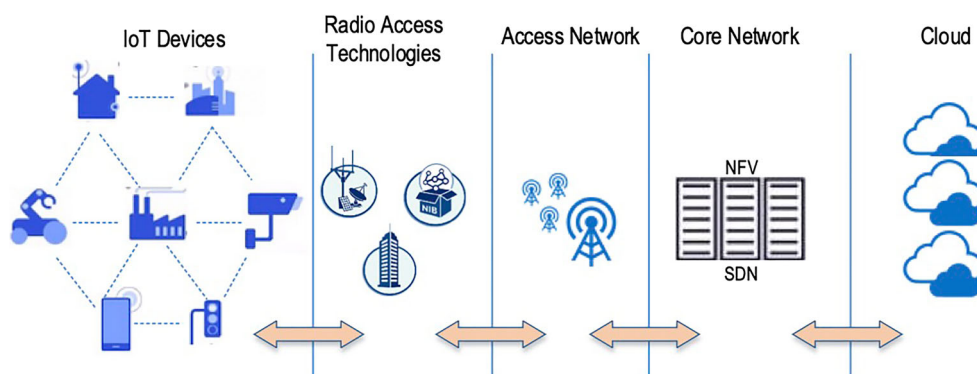 IoT Devices
Radio Access
Technologies
Access Network
Core Network
Cloud
NIB
NFV
SDN